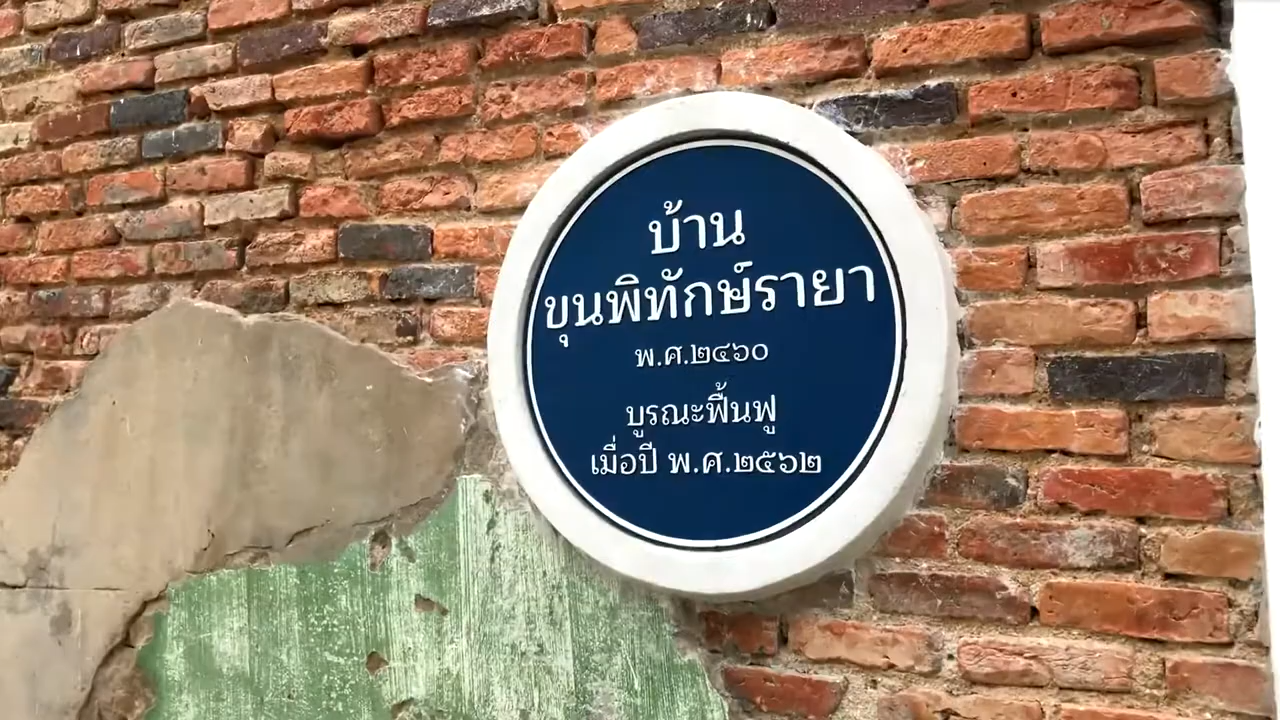 บ้าน
ขุนพิทักษ์รายา
พ.ศ.๒๔๖๐
บูรณะฟื้นฟู
เมื่อปี พ.ศ.๒๕๖๒